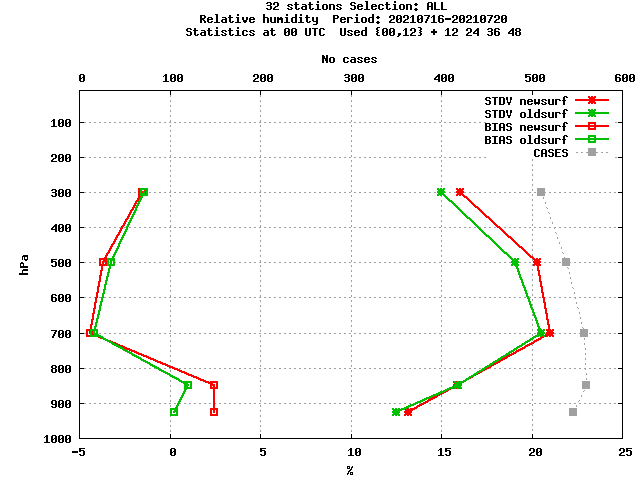 32 stations Selection: ALL
Relative humidity  Period: 20210716-20210720
Statistics at 00 UTC  Used {00,12} + 12 24 36 48
No cases
0 100 200 300 400 500 600
STDV newsurf
STDV oldsurf
BIAS newsurf
BIAS oldsurf
CASES
100
200
300
400
500
600
700
800
900
1000
hPa
-5 0 5 10 15 20 25
%